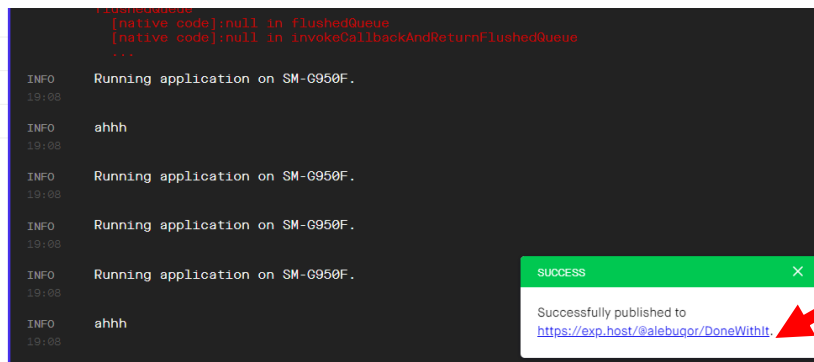 flushedQueue
[native code]:null in flushedQueue
[native code]:null in invokeCallbackAndReturnFlushedQueue
...
INFO Running application on SM-G950F.
19:08
INFO ahhh
19:08
INFO Running application on SM-G950F.
19:08
INFO Running application on SM-G950F.
19:08
INFO Running application on SM-G950F.
19:08
INFO ahhh
19:08
SUCCESS
Successfully published to
https://exp.host/@alebuqor/DoneWithIt.